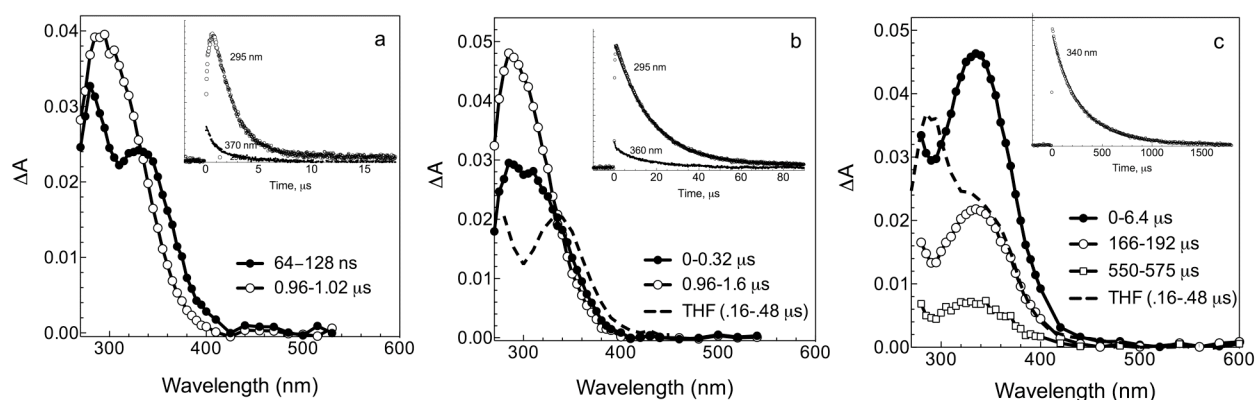 a
0.04
0.03
0.02
0.01
0.00
ΔA
300
400
500
600
Wavelength (nm)
64–128 ns
0.96-1.02 μs
295 nm
370 nm
0
5
10
15
Time, μs
b
0.05
0.04
0.03
0.02
0.01
0.00
ΔA
300
400
500
600
Wavelength (nm)
0-0.32 μs
0.96-1.6 μs
THF (.16-.48 μs)
295 nm
360 nm
0
20
40
60
80
Time, μs
c
0.05
0.04
0.03
0.02
0.01
0.00
ΔA
300
400
500
600
Wavelength (nm)
0-6.4 μs
166-192 μs
550-575 μs
THF (.16-.48 μs)
340 nm
0
500
1000
1500
Time, μs